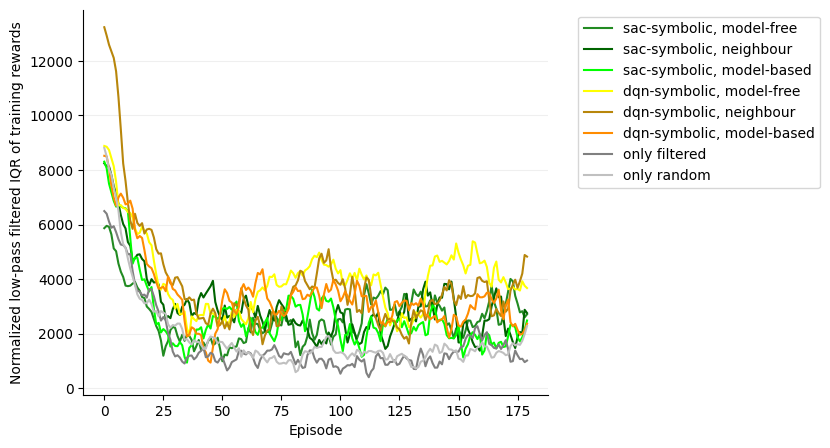 Normalized low-pass filtered IQR of training rewards
12000
10000
8000
6000
4000
2000
0
0 25 50 75 100 125 150 175
Episode
sac-symbolic, model-free
sac-symbolic, neighbour
sac-symbolic, model-based
dqn-symbolic, model-free
dqn-symbolic, neighbour
dqn-symbolic, model-based
only filtered
only random